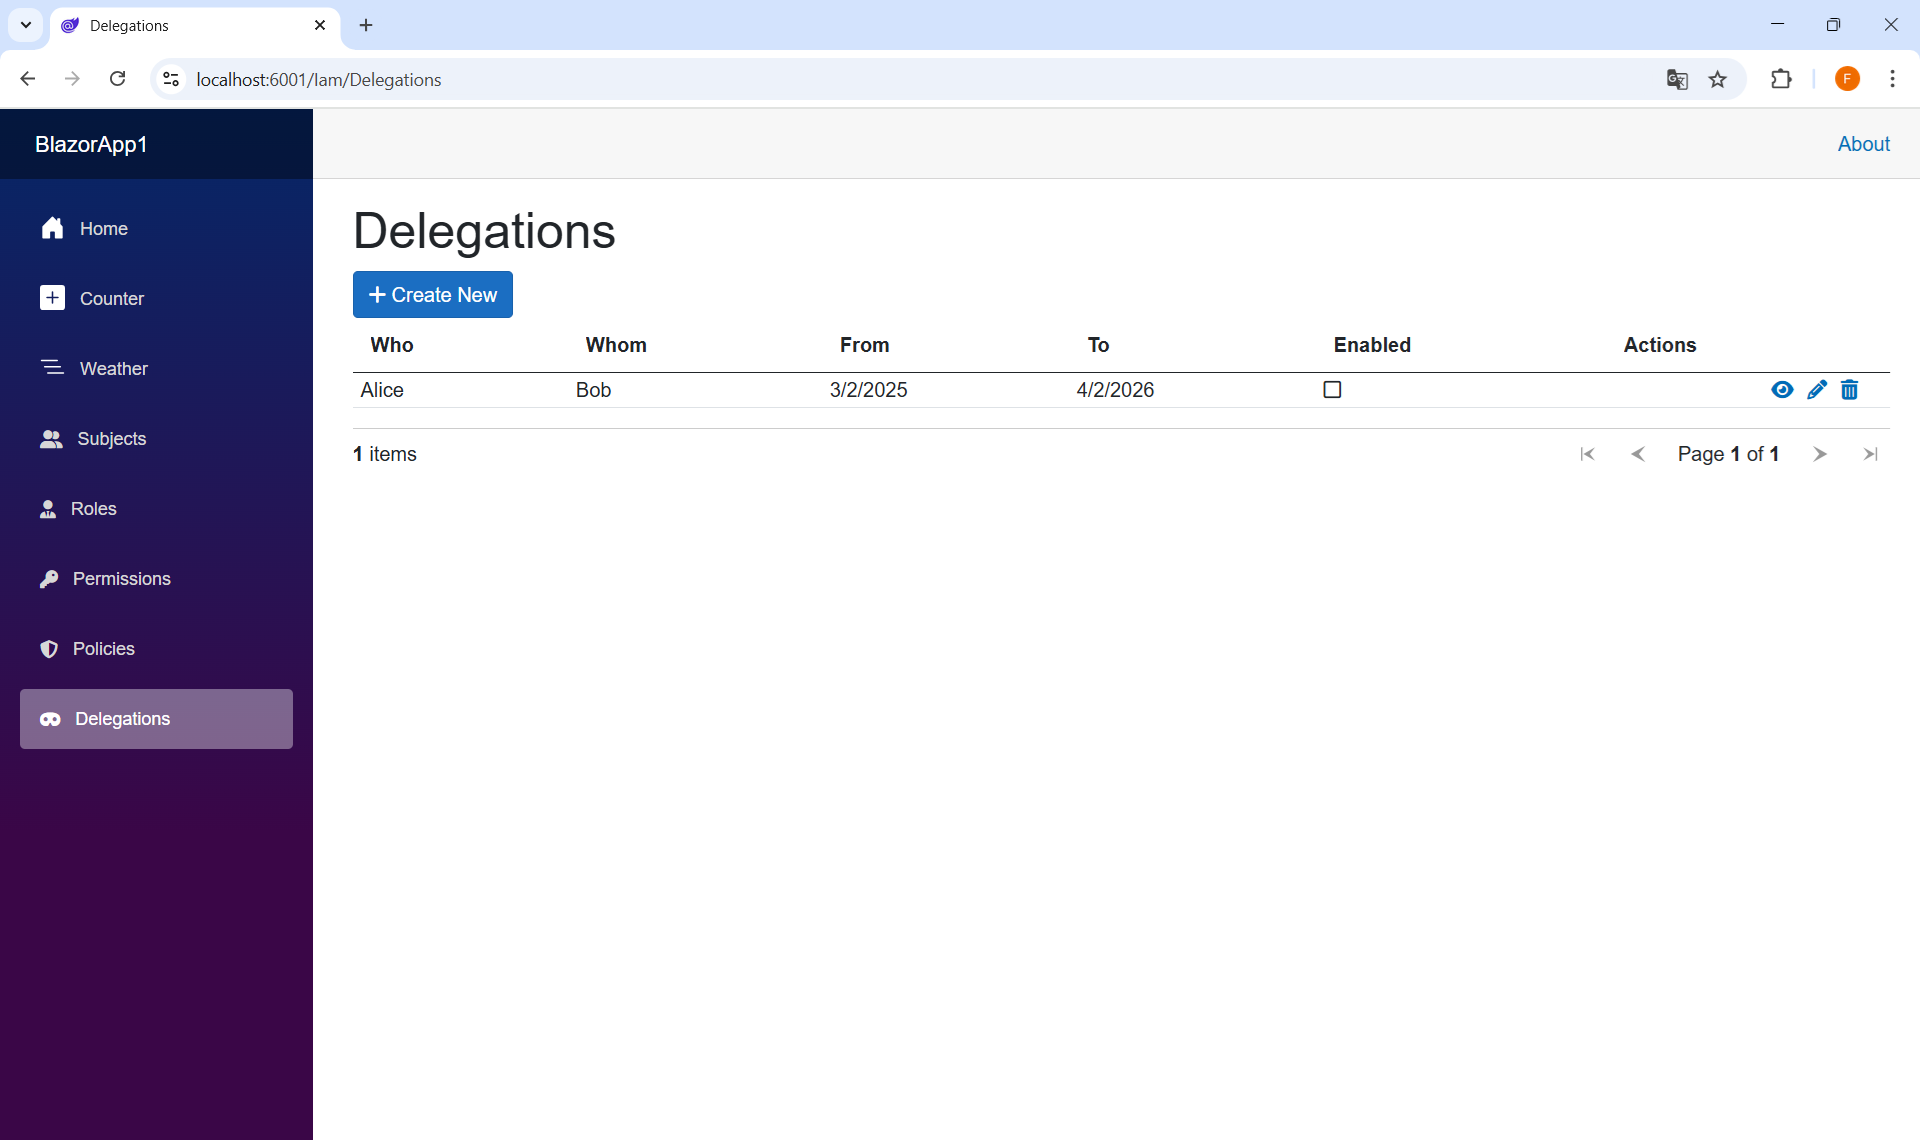 Delegations
localhost:6001/Iam/Delegations
F
BlazorApp1
About
Home
Counter
Weather
Subjects
Roles
Permissions
Policies
Delegations
Delegations
Create New
Who Whom From To Enabled Actions
Alice Bob 3/2/2025 4/2/2026
1 items
Page 1 of 1